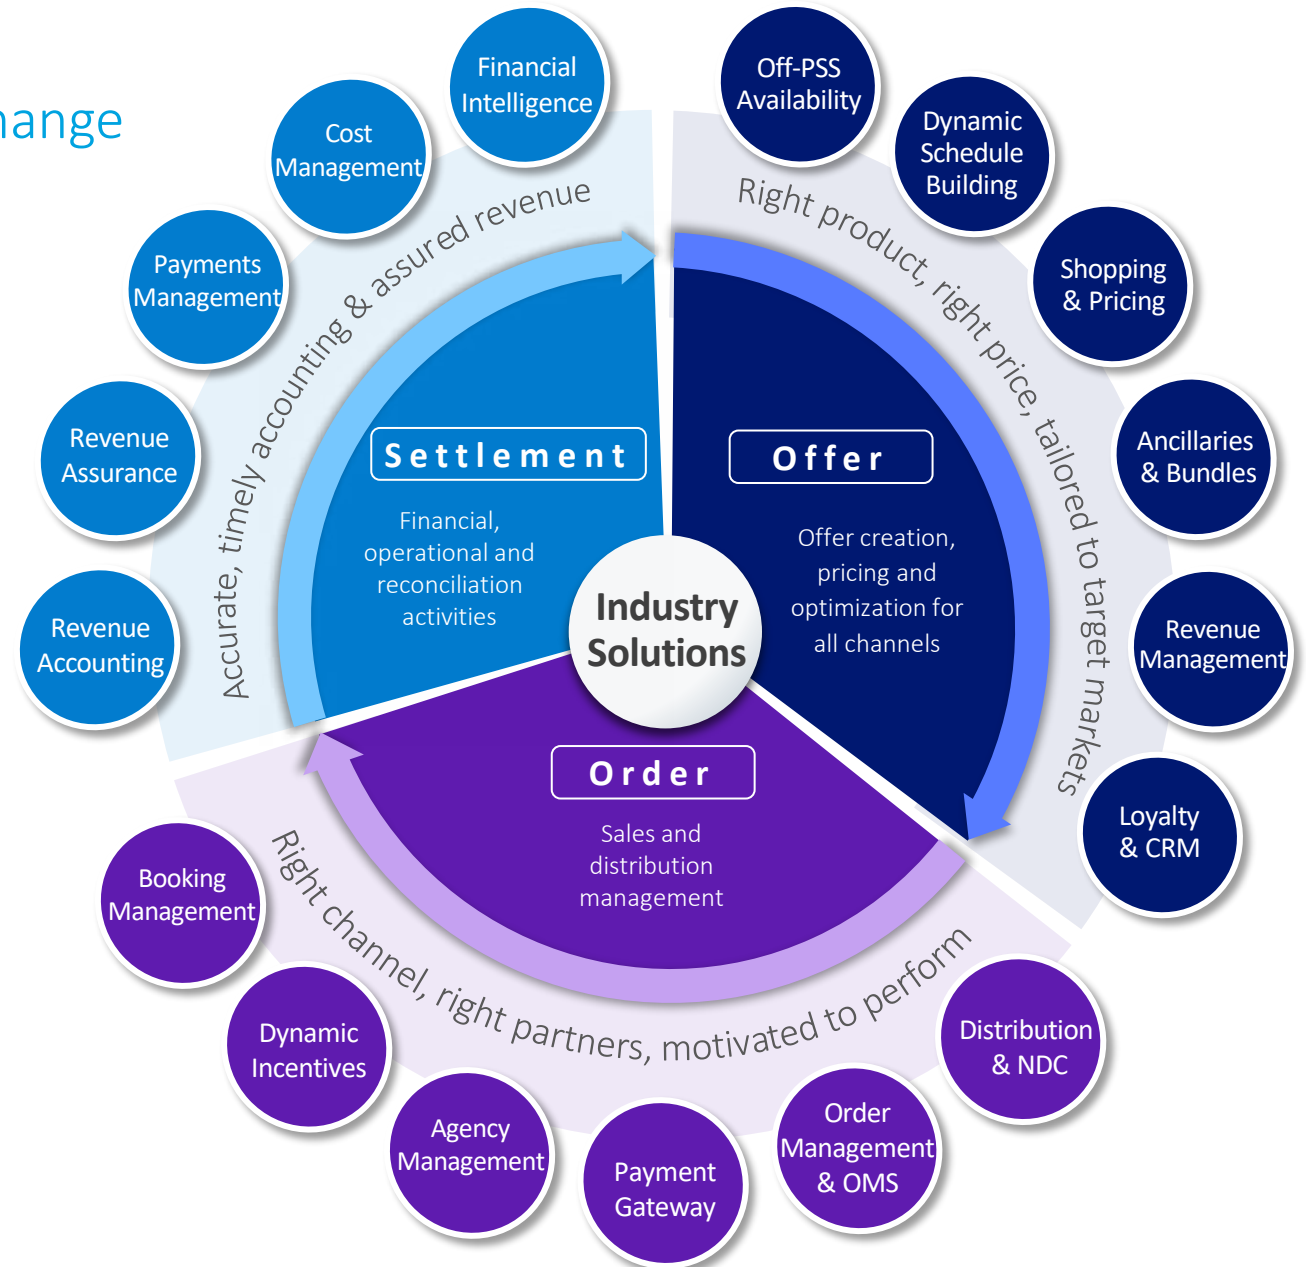 Financial
Intelligence
Off-PSS
Availability
Cost
Management
Dynamic
Schedule
Building
Payments
Management
Shopping
& Pricing
Revenue
Assurance
Ancillaries
& Bundles
Revenue
Accounting
Revenue
Management
Loyalty
& CRM
Accurate, timely accounting & assured revenue
Right product, right price, tailored to target markets
Settlement
Financial,
operational and
reconciliation
activities
Offer
Offer creation,
pricing and
optimization for
all channels
Industry
Solutions
Order
Sales and
distribution
management
Right channel, right partners, motivated to perform
Booking
Management
Dynamic
Incentives
Agency
Management
Payment
Gateway
Order
Management
& OMS
Distribution
& NDC